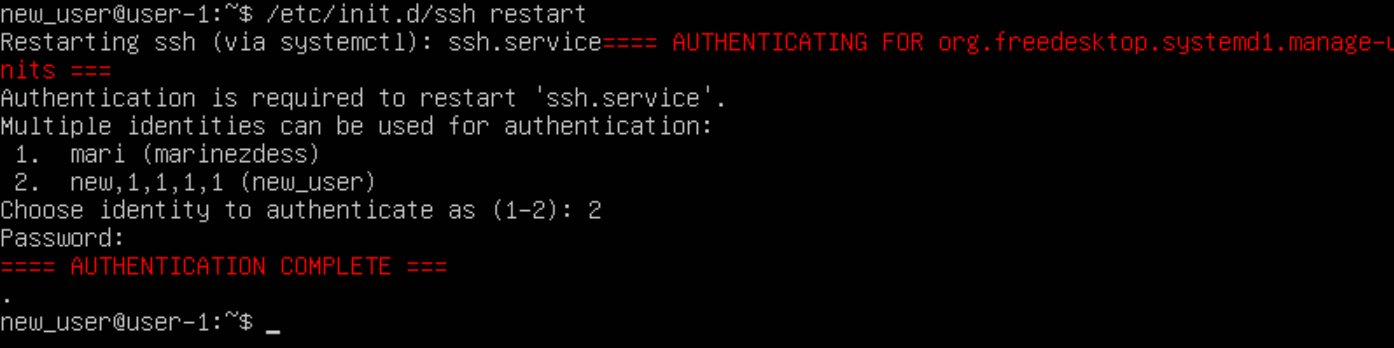 new_user@user-1:~$ /etc/init.d/ssh restart
Restarting ssh (via systemctl): ssh.service==== AUTHENTICATING FOR org.freedesktop.systemd1.manage-u
nits ===
Authentication is required to restart 'ssh.service'.
Multiple identities can be used for authentication:
 1.  mari (marinezdess)
 2.  new,1,1,1,1 (new_user)
Choose identity to authenticate as (1-2): 2
Password:
==== AUTHENTICATION COMPLETE ===
.
new_user@user-1:~$ _